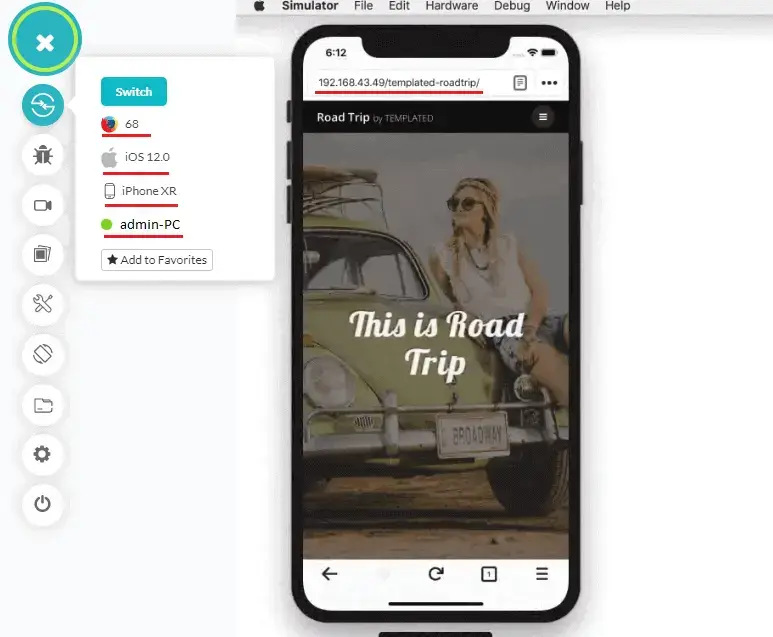 Simulator File Edit Hardware Debug Window Help
6:12
192.168.43.49/templated-roadtrip/
Switch
68
iOS 12.0
iPhone XR
admin-PC
Add to Favorites
Road Trip by TEMPLATED
This is Road
Trip
BROADWAY
1